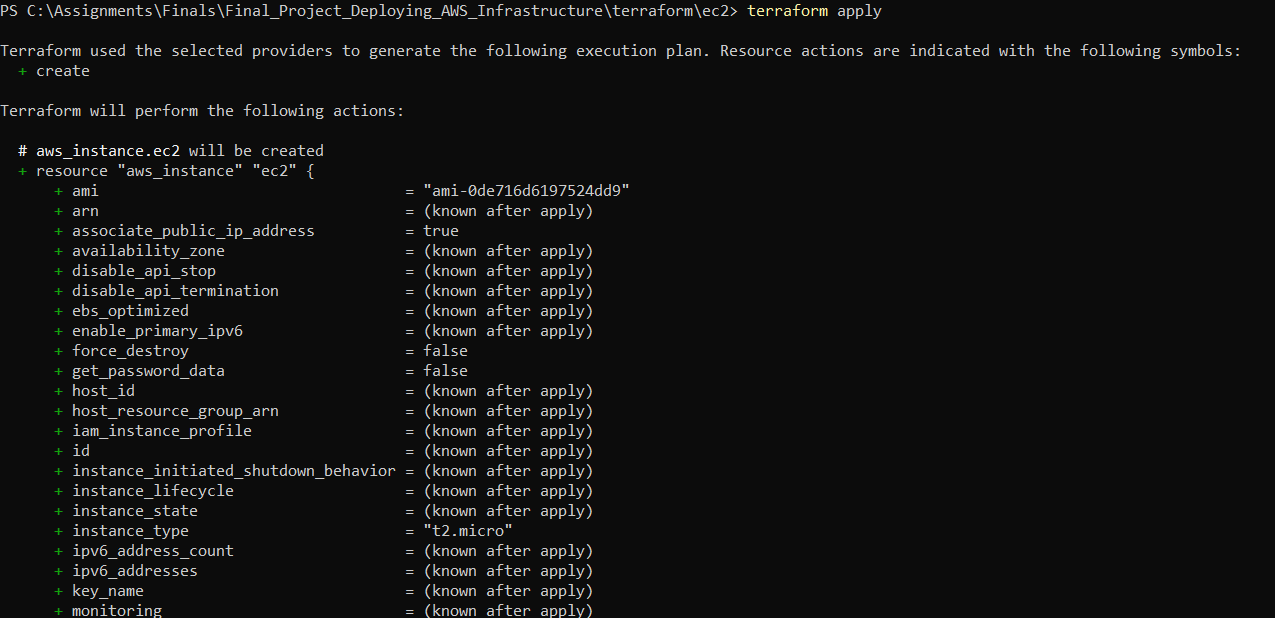 PS C:\Assignments\Finals\Final_Project_Deploying_AWS_Infrastructure\terraform\ec2> terraform apply
Terraform used the selected providers to generate the following execution plan. Resource actions are indicated with the following symbols:
+ create
Terraform will perform the following actions:
# aws_instance.ec2 will be created
+ resource "aws_instance" "ec2" {
+ ami = "ami-0de716d6197524dd9"
+ arn = (known after apply)
+ associate_public_ip_address = true
+ availability_zone = (known after apply)
+ disable_api_stop = (known after apply)
+ disable_api_termination = (known after apply)
+ ebs_optimized = (known after apply)
+ enable_primary_ipv6 = (known after apply)
+ force_destroy = false
+ get_password_data = false
+ host_id = (known after apply)
+ host_resource_group_arn = (known after apply)
+ iam_instance_profile = (known after apply)
+ id = (known after apply)
+ instance_initiated_shutdown_behavior = (known after apply)
+ instance_lifecycle = (known after apply)
+ instance_state = (known after apply)
+ instance_type = "t2.micro"
+ ipv6_address_count = (known after apply)
+ ipv6_addresses = (known after apply)
+ key_name = (known after apply)
+ monitoring = (known after apply)